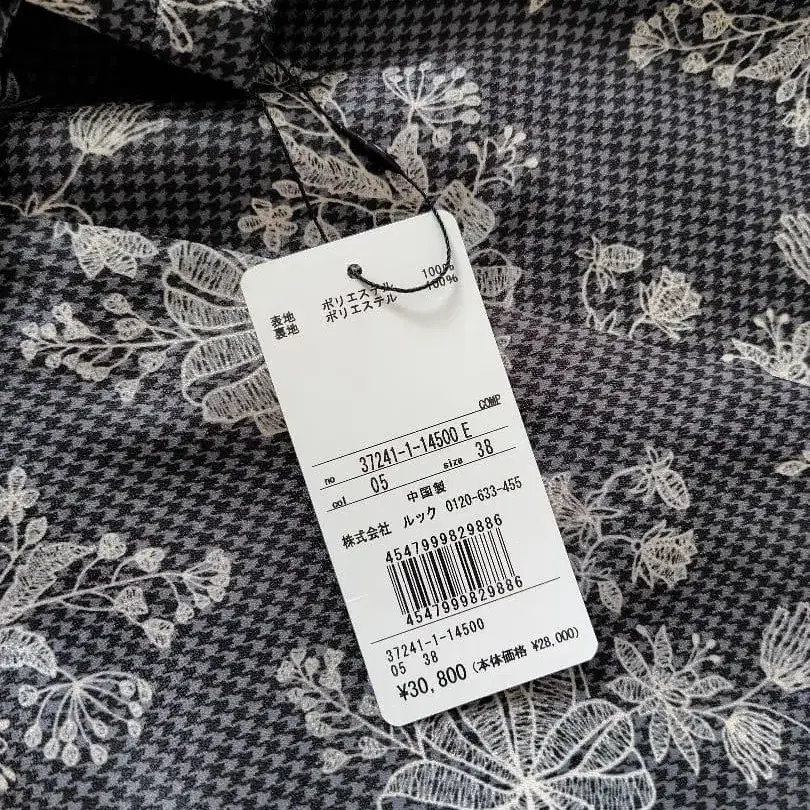 表地 ポリエステル 100%
裏地 ポリエステル 100%
COMP
no 37241-1-14500 E
col 05 size 38
中国製
株式会社 ルック 0120-633-455
4547999829886
4547999829886
37241-1-14500
05 38
¥30,800 (本体価格 ¥28,000)